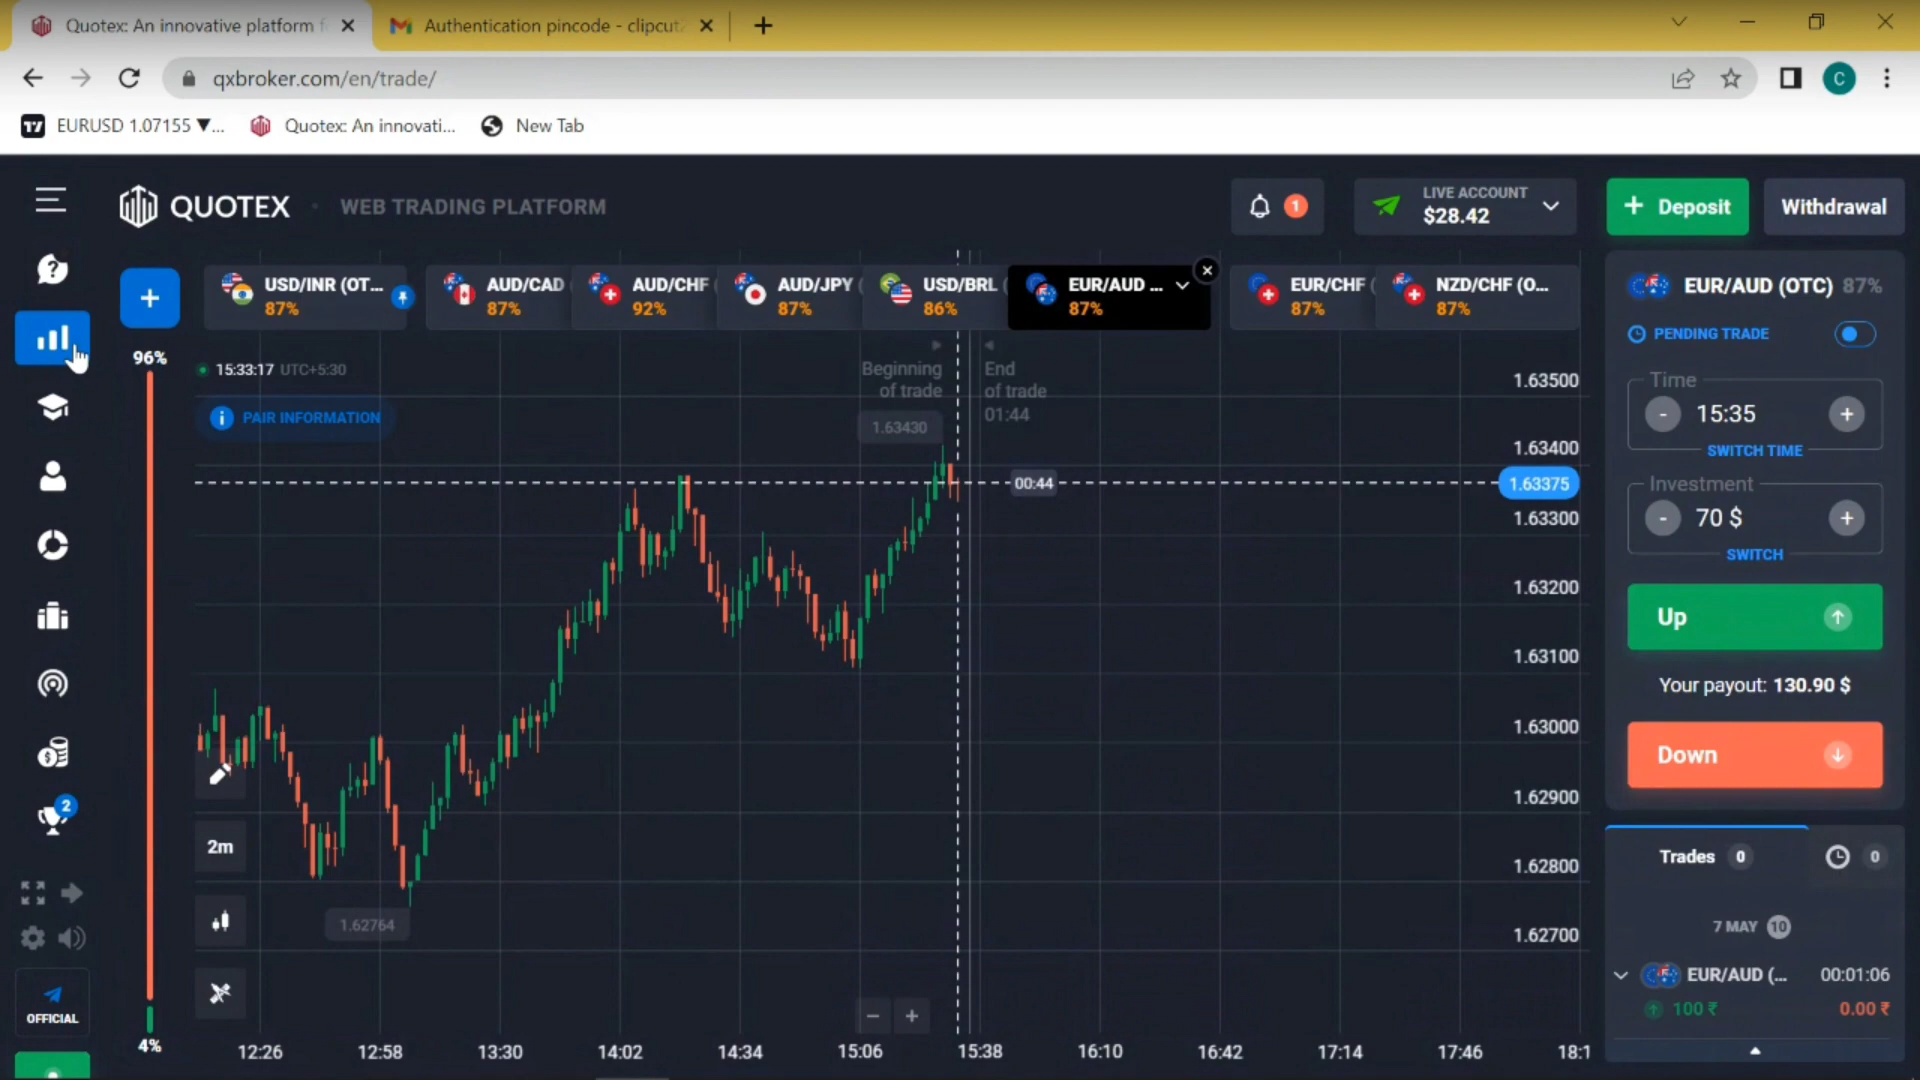 Quotex: An innovative platform f
Authentication pincode - clipcut
qxbroker.com/en/trade/
C
EURUSD 1.07155 ▼...
Quotex: An innovati...
New Tab
QUOTEX
WEB TRADING PLATFORM
1
LIVE ACCOUNT
$28.42
+ Deposit
Withdrawal
+
USD/INR (OT...
87%
AUD/CAD
87%
AUD/CHF
92%
AUD/JPY (
87%
USD/BRL (
86%
EUR/AUD ...
87%
EUR/CHF (
87%
NZD/CHF (O...
87%
EUR/AUD (OTC) 87%
PENDING TRADE
Time
- 15:35 +
SWITCH TIME
Investment
- 70 $ +
SWITCH
Up
Your payout: 130.90 $
Down
Trades 0
0
7 MAY 10
EUR/AUD (... 00:01:06
100 ₹ 0.00 ₹
96%
4%
15:33:17 UTC+5:30
PAIR INFORMATION
Beginning
of trade
End
of trade
01:44
1.63430
00:44
1.63375
1.63500
1.63400
1.63300
1.63200
1.63100
1.63000
1.62900
1.62800
1.62700
1.62764
2m
− +
12:26 12:58 13:30 14:02 14:34 15:06 15:38 16:10 16:42 17:14 17:46 18:1
2
OFFICIAL